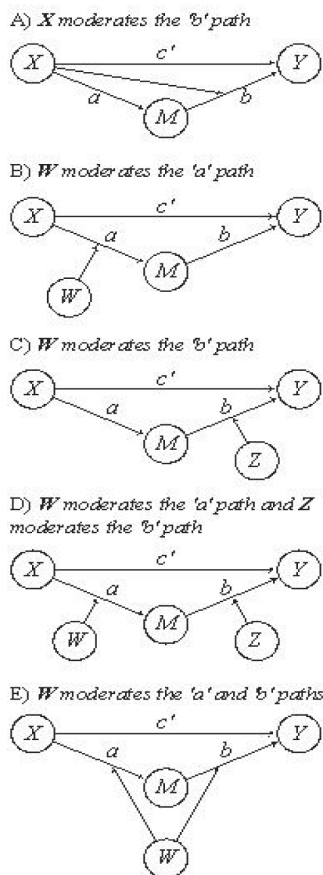 A) X moderates the 'b' path
X
c'
Y
a
b
M
B) W moderates the 'a' path
X
c'
Y
a
b
M
W
C) W moderates the 'b' path
X
c'
Y
a
b
M
Z
D) W moderates the 'a' path and Z
moderates the 'b' path
X
c'
Y
a
b
M
W
Z
E) W moderates the 'a' and 'b' paths
X
c'
Y
a
b
M
W